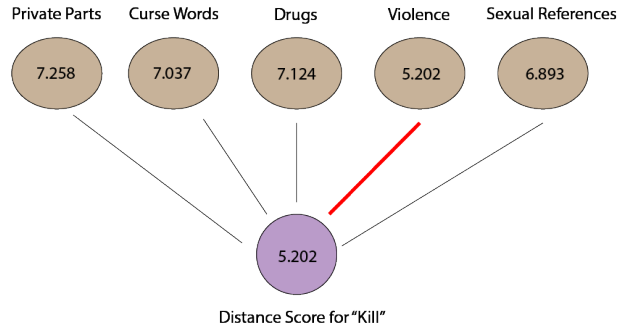 Private Parts Curse Words Drugs Violence Sexual References
7.258 7.037 7.124 5.202 6.893
5.202
Distance Score for “Kill”